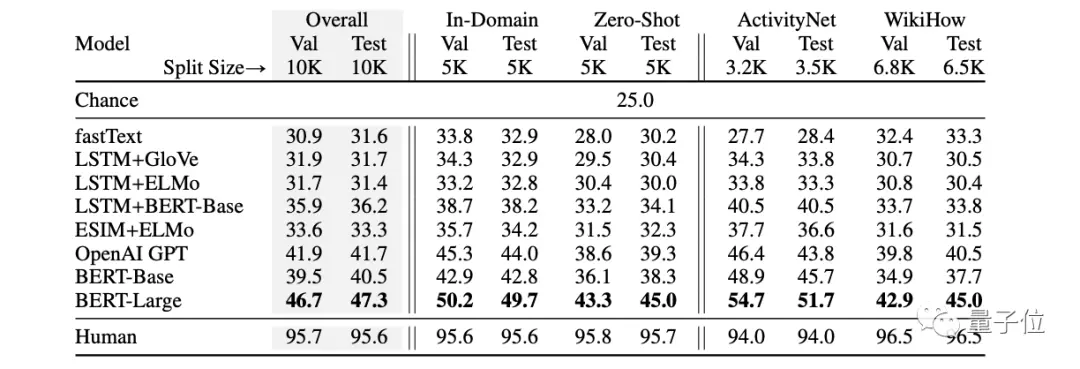 Overall In-Domain Zero-Shot ActivityNet WikiHow
Model Val Test Val Test Val Test Val Test Val Test
Split Size→ 10K 10K 5K 5K 5K 5K 3.2K 3.5K 6.8K 6.5K
Chance 25.0
fastText 30.9 31.6 33.8 32.9 28.0 30.2 27.7 28.4 32.4 33.3
LSTM+GloVe 31.9 31.7 34.3 32.9 29.5 30.4 34.3 33.8 30.7 30.5
LSTM+ELMo 31.7 31.4 33.2 32.8 30.4 30.0 33.8 33.3 30.8 30.4
LSTM+BERT-Base 35.9 36.2 38.7 38.2 33.2 34.1 40.5 40.5 33.7 33.8
ESIM+ELMo 33.6 33.3 35.7 34.2 31.5 32.3 37.7 36.6 31.6 31.5
OpenAI GPT 41.9 41.7 45.3 44.0 38.6 39.3 46.4 43.8 39.8 40.5
BERT-Base 39.5 40.5 42.9 42.8 36.1 38.3 48.9 45.7 34.9 37.7
BERT-Large 46.7 47.3 50.2 49.7 43.3 45.0 54.7 51.7 42.9 45.0
Human 95.7 95.6 95.6 95.6 95.8 95.7 94.0 94.0 96.5 96.5
量子位